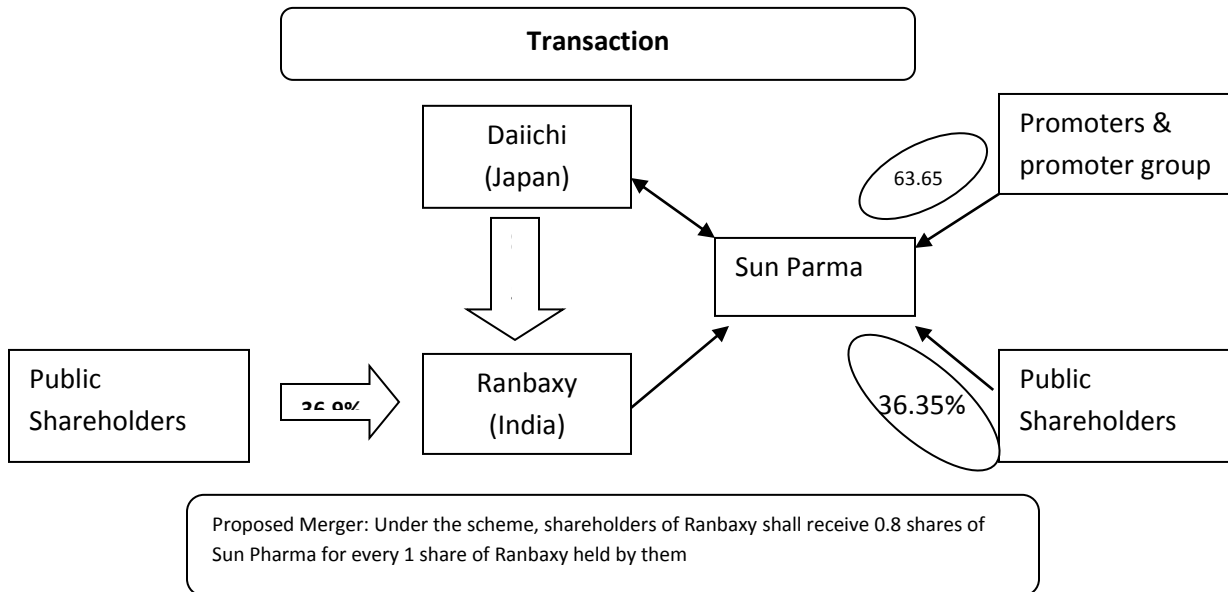 Transaction
Daiichi
(Japan)
Promoters &
promoter group
63.65
Sun Parma
Public
Shareholders
36.9%
Ranbaxy
(India)
36.35%
Public
Shareholders
Proposed Merger: Under the scheme, shareholders of Ranbaxy shall receive 0.8 shares of
Sun Pharma for every 1 share of Ranbaxy held by them